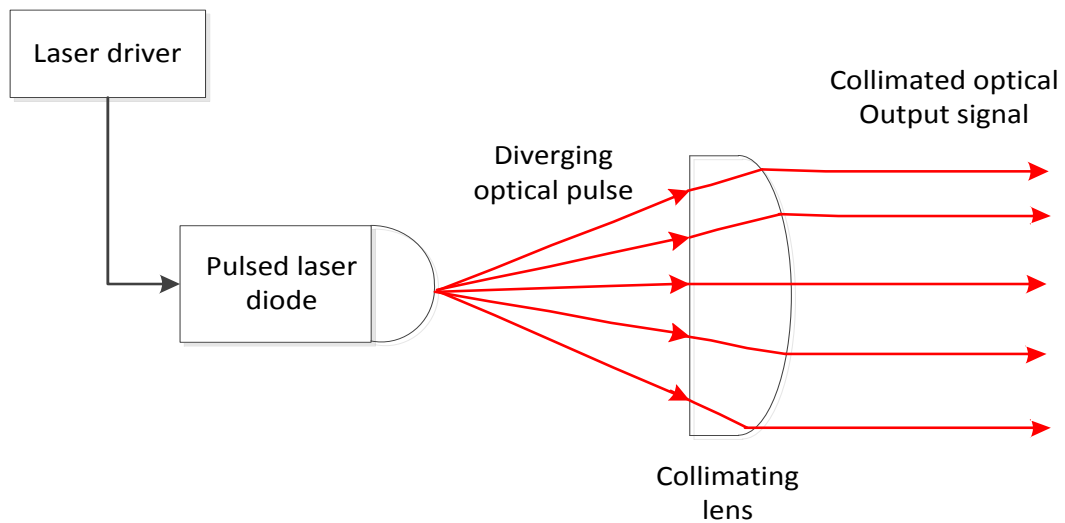 Laser driver
Collimated optical
Output signal
Diverging
optical pulse
Pulsed laser
diode
Collimating
lens